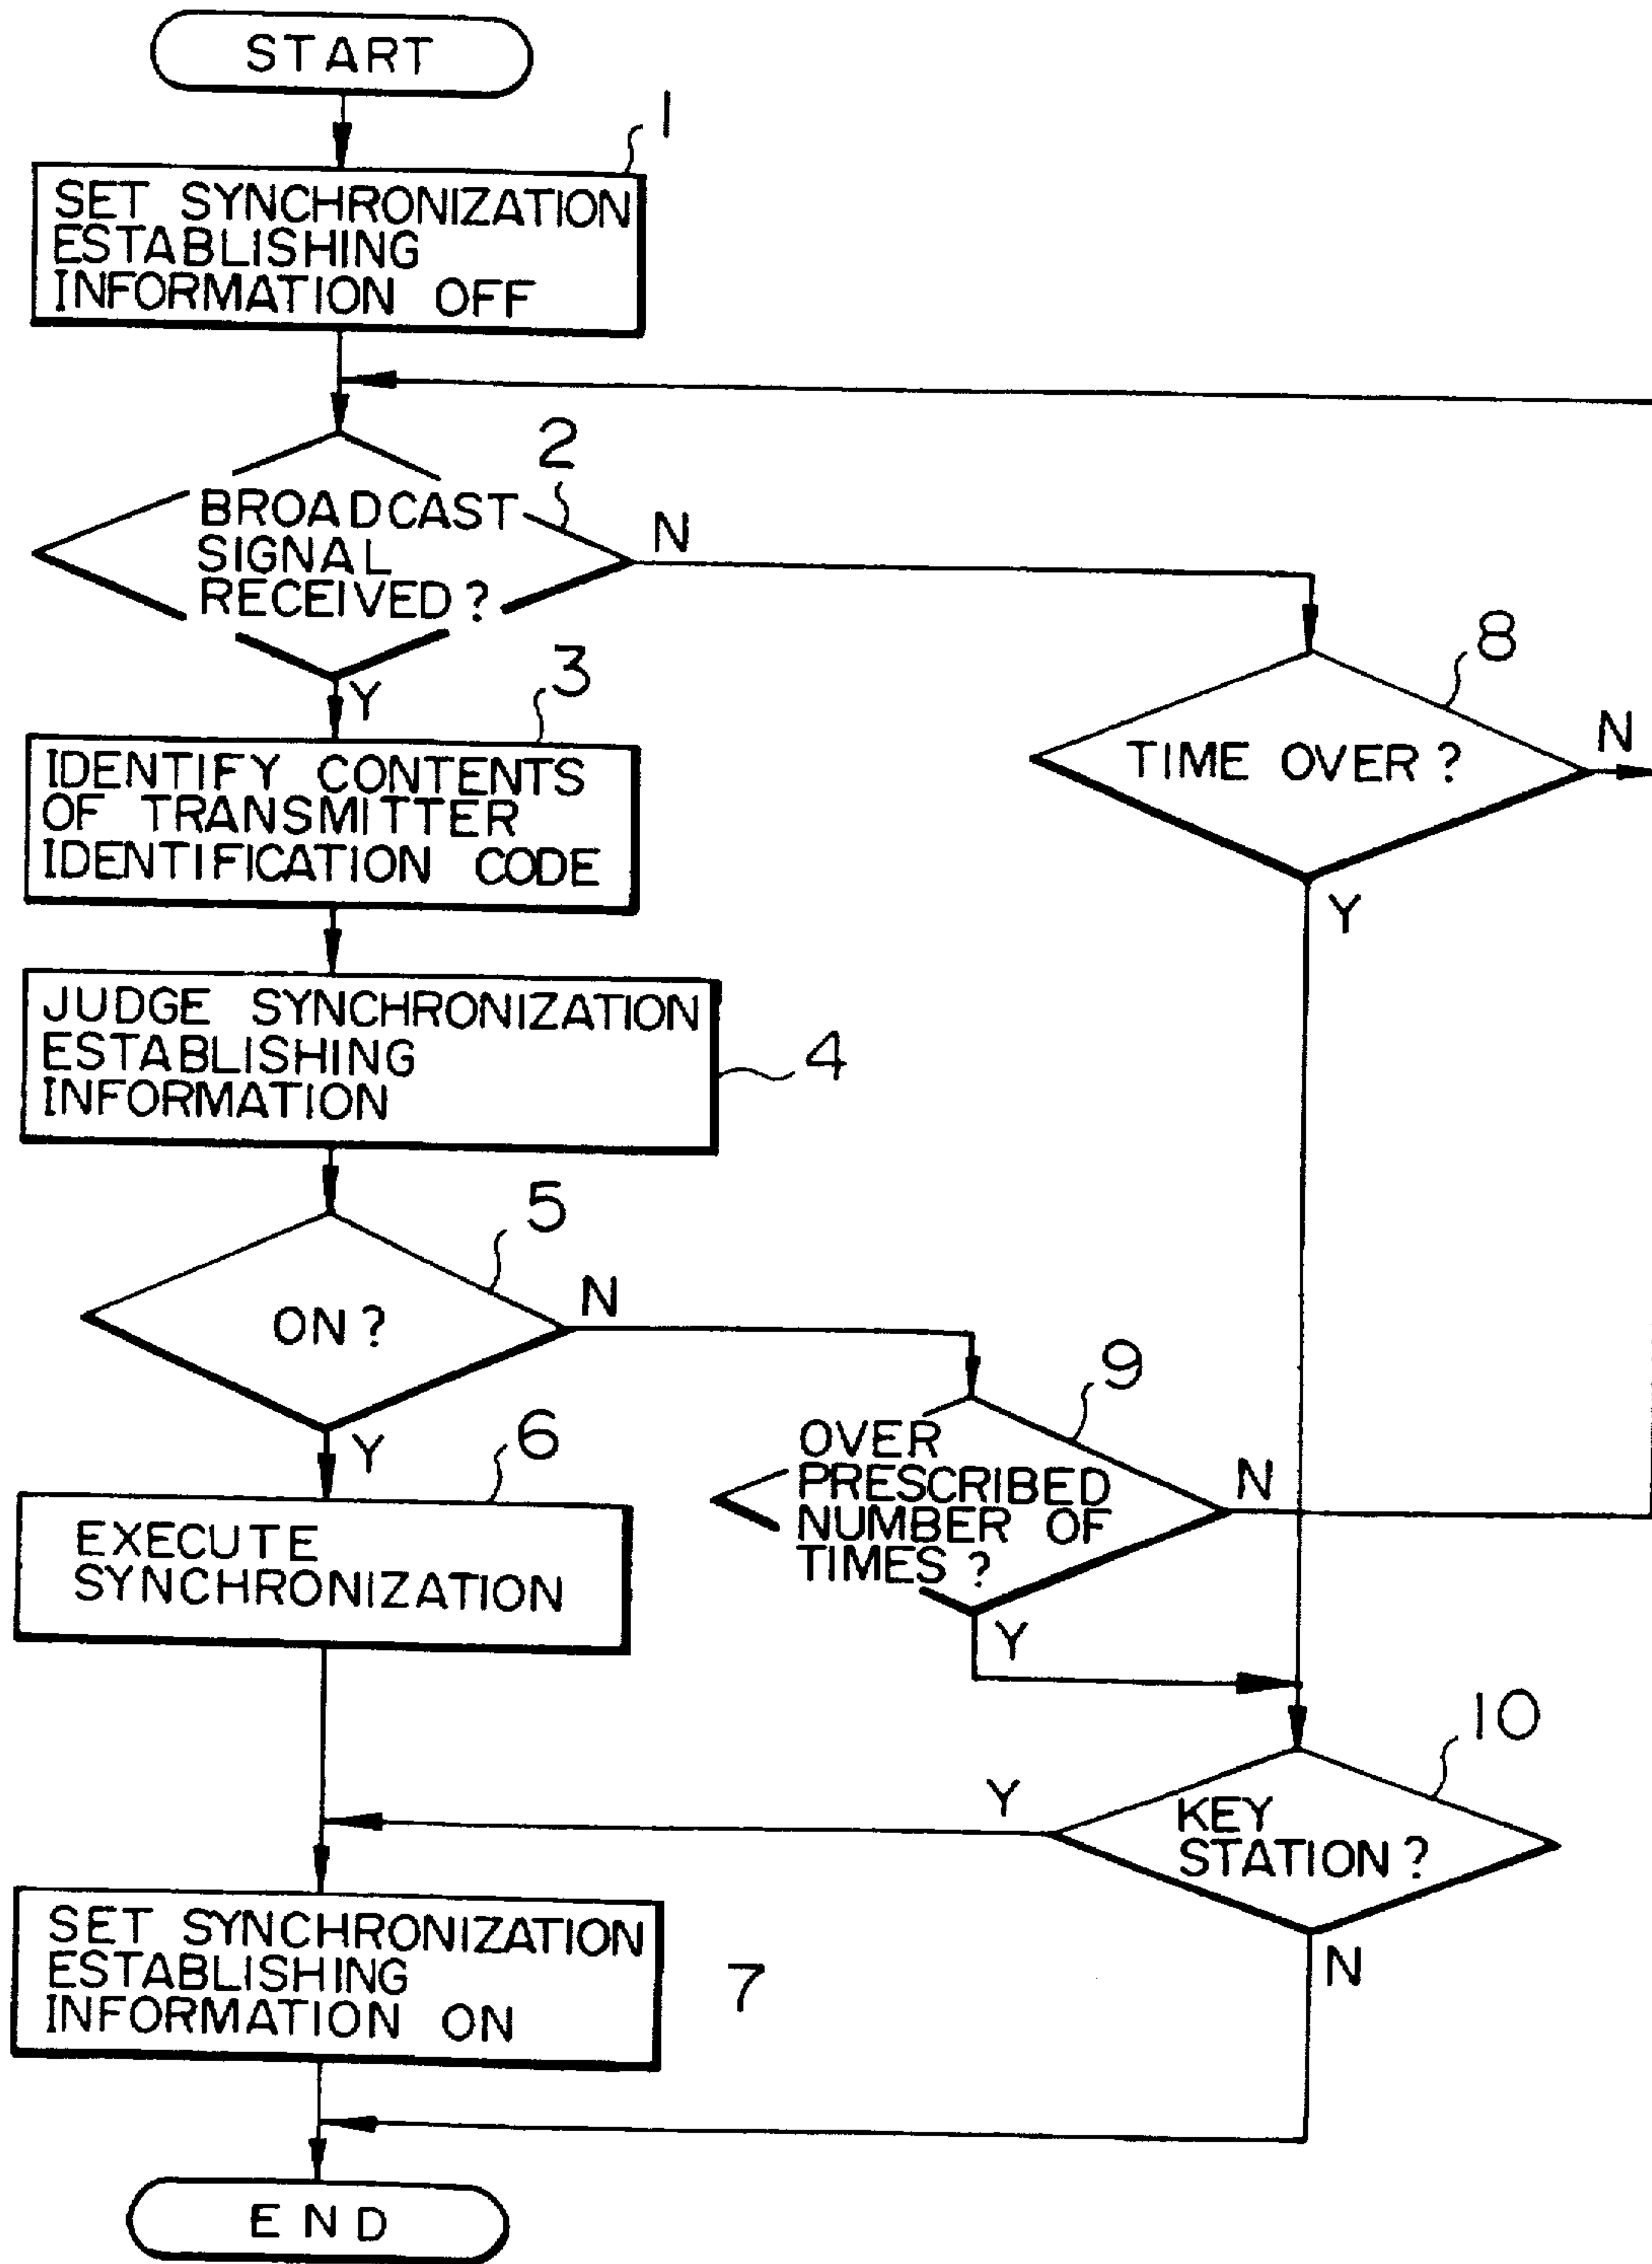 START
1
SET SYNCHRONIZATION
ESTABLISHING
INFORMATION OFF
2
BROADCAST
SIGNAL
RECEIVED?
N
Y
8
TIME OVER?
N
Y
3
IDENTIFY CONTENTS
OF TRANSMITTER
IDENTIFICATION CODE
JUDGE SYNCHRONIZATION
ESTABLISHING
INFORMATION
4
5
ON?
N
Y
9
OVER
PRESCRIBED
NUMBER OF
TIMES?
N
Y
6
EXECUTE
SYNCHRONIZATION
10
KEY
STATION?
Y
N
SET SYNCHRONIZATION
ESTABLISHING
INFORMATION ON
7
END